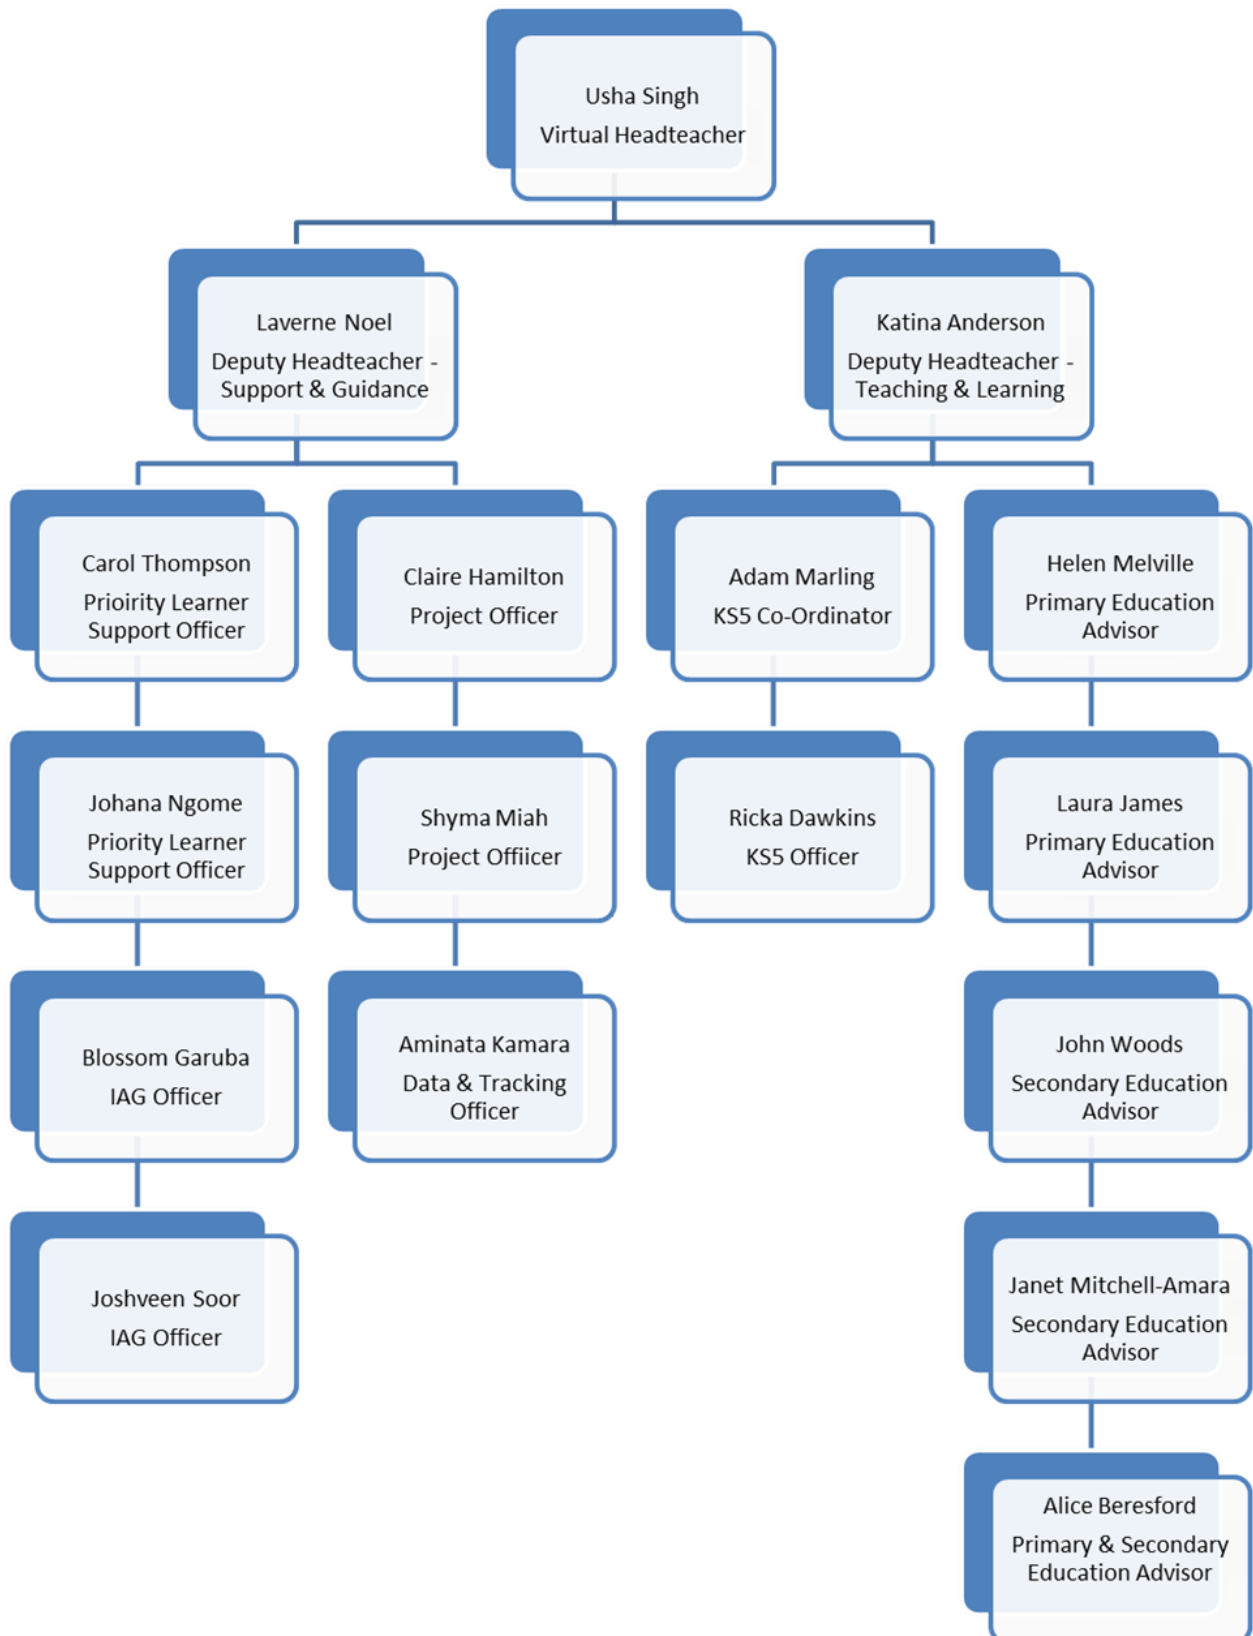 Usha Singh
Virtual Headteacher
Laverne Noel
Deputy Headteacher -
Support & Guidance
Katina Anderson
Deputy Headteacher -
Teaching & Learning
Carol Thompson
Prioirity Learner
Support Officer
Claire Hamilton
Project Officer
Adam Marling
KS5 Co-Ordinator
Helen Melville
Primary Education
Advisor
Johana Ngome
Priority Learner
Support Officer
Shyma Miah
Project Offiicer
Ricka Dawkins
KS5 Officer
Laura James
Primary Education
Advisor
Blossom Garuba
IAG Officer
Aminata Kamara
Data & Tracking
Officer
John Woods
Secondary Education
Advisor
Joshveen Soor
IAG Officer
Janet Mitchell-Amara
Secondary Education
Advisor
Alice Beresford
Primary & Secondary
Education Advisor